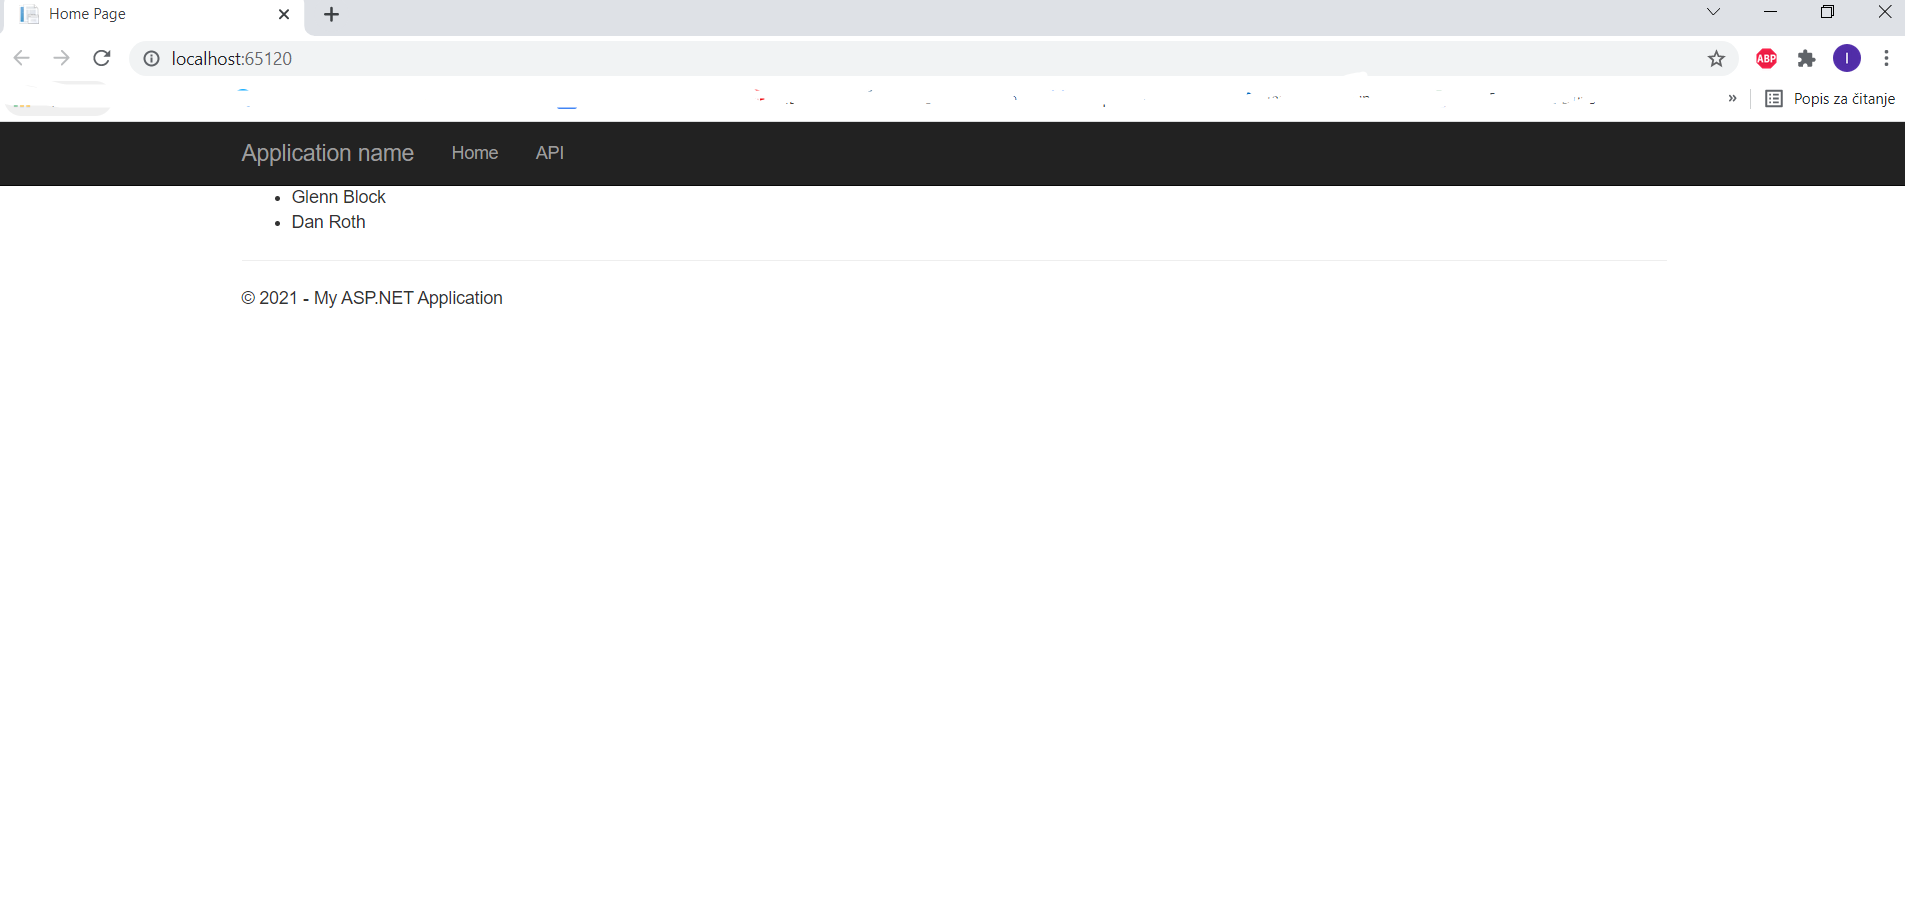 Home Page
localhost:65120
ABP
I
» Popis za čitanje
Application name Home API
• Glenn Block
• Dan Roth
© 2021 - My ASP.NET Application